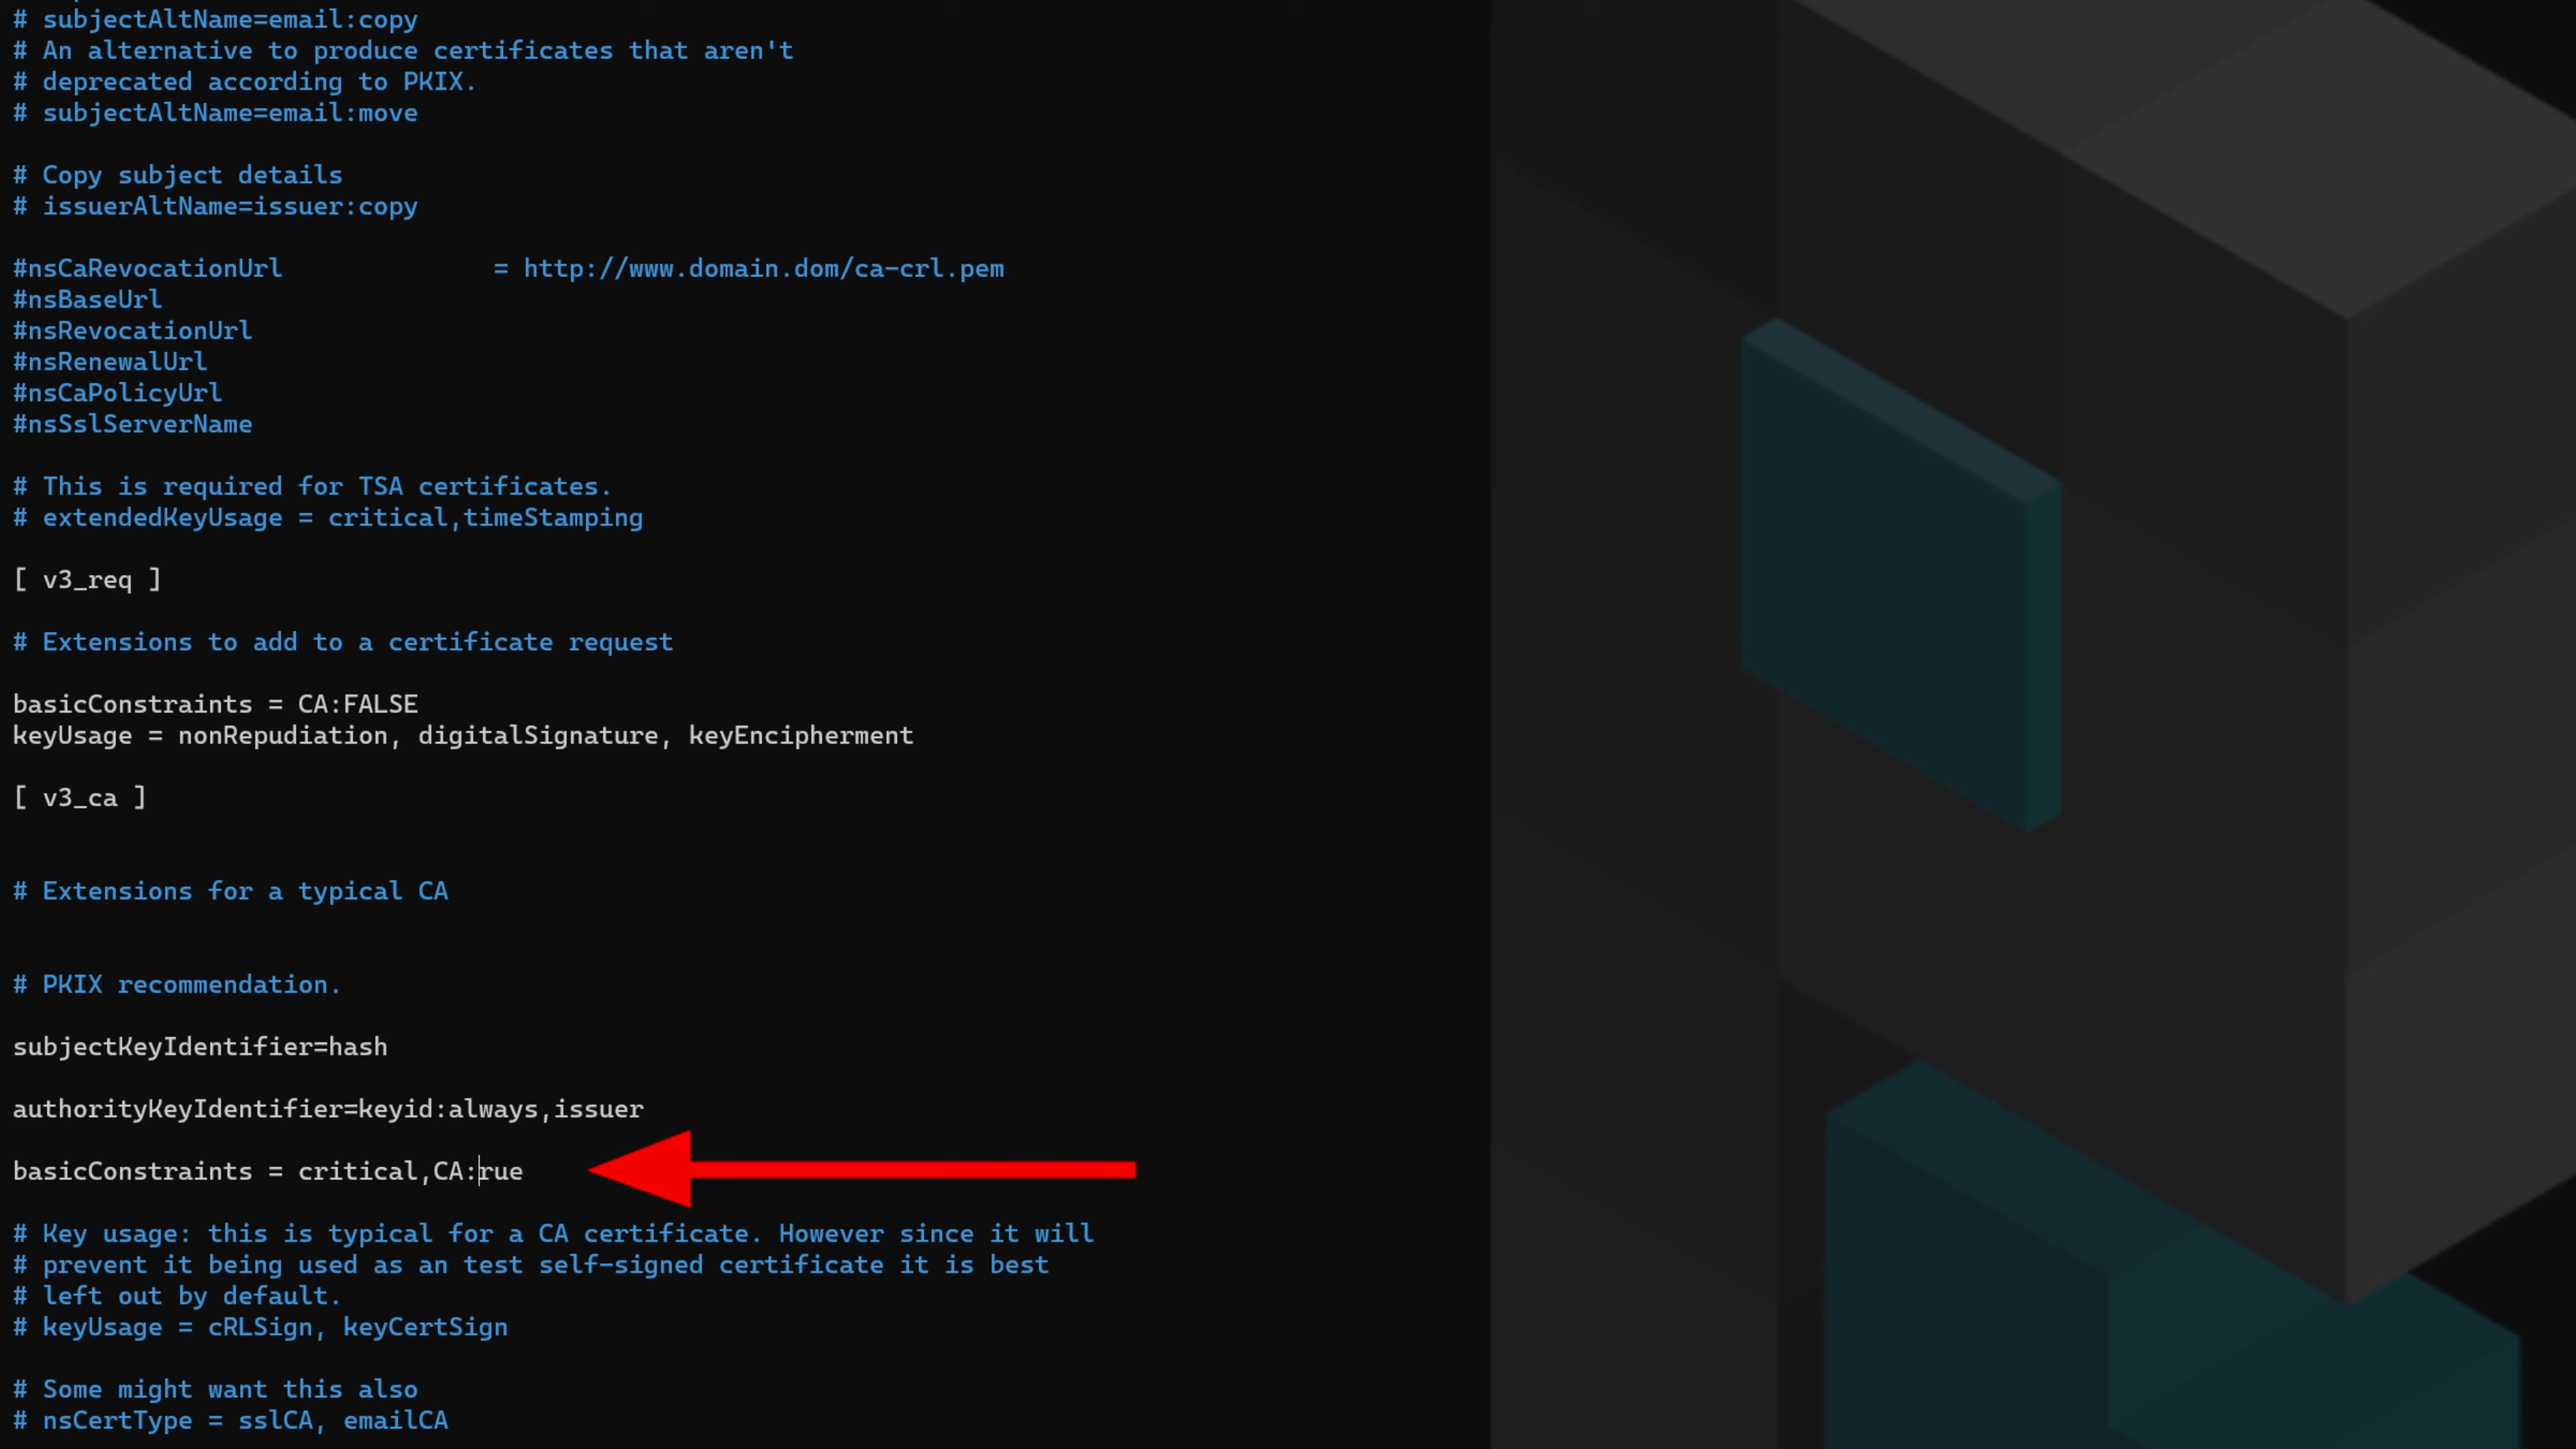 # subjectAltName=email:copy
# An alternative to produce certificates that aren't
# deprecated according to PKIX.
# subjectAltName=email:move
# Copy subject details
# issuerAltName=issuer:copy
#nsCaRevocationUrl              = http://www.domain.dom/ca-crl.pem
#nsBaseUrl
#nsRevocationUrl
#nsRenewalUrl
#nsCaPolicyUrl
#nsSslServerName
# This is required for TSA certificates.
# extendedKeyUsage = critical,timeStamping
[ v3_req ]
# Extensions to add to a certificate request
basicConstraints = CA:FALSE
keyUsage = nonRepudiation, digitalSignature, keyEncipherment
[ v3_ca ]
# Extensions for a typical CA
# PKIX recommendation.
subjectKeyIdentifier=hash
authorityKeyIdentifier=keyid:always,issuer
basicConstraints = critical,CA:rue
# Key usage: this is typical for a CA certificate. However since it will
# prevent it being used as an test self-signed certificate it is best
# left out by default.
# keyUsage = cRLSign, keyCertSign
# Some might want this also
# nsCertType = sslCA, emailCA